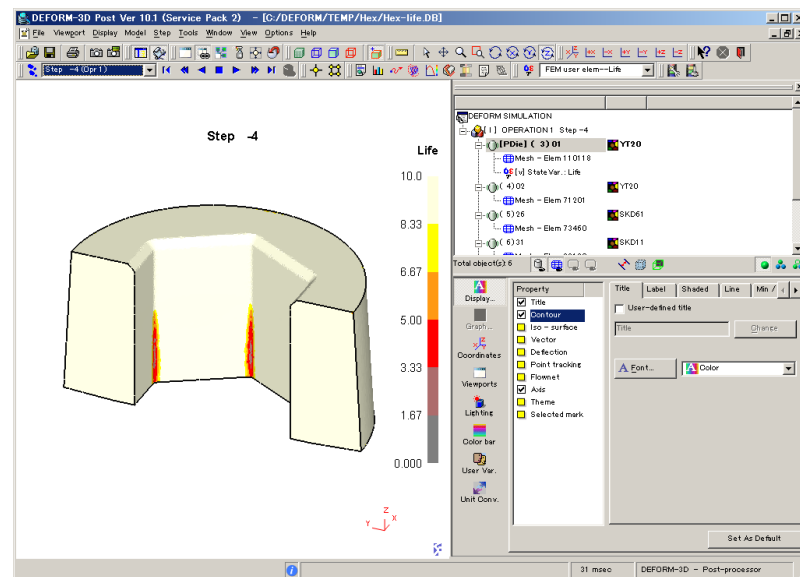 DEFORM-3D Post Ver 10.1 (Service Pack 2) - [C:/DEFORM/TEMP/Hex/Hex-life.DB]
File Viewport Display Model Step Tools Window View Options Help
Step -4 (Opr 1)
FEM user elem--Life
Step -4
Life
10.0
8.33
6.67
5.00
3.33
1.67
0.000
Z
Y X
DEFORM SIMULATION
[ 1 ] OPERATION 1 Step -4
[PDie] ( 3) 01 YT20
Mesh - Elem 110118
[v] State Var.: Life
( 4) 02 YT20
Mesh - Elem 71201
( 5) 26 SKD61
Mesh - Elem 73460
( 6) 31 SKD11
Total object(s): 6
Display...
Graph...
Coordinates
Viewports
Lighting
Color bar
User Var.
Unit Conv.
Property
Title
Contour
Iso - surface
Vector
Deflection
Point tracking
Flownet
Axis
Theme
Selected mark
Title Label Shaded Line Min /
User-defined title
Title Change
A Font... A Color
Set As Default
31 msec DEFORM-3D - Post-processor